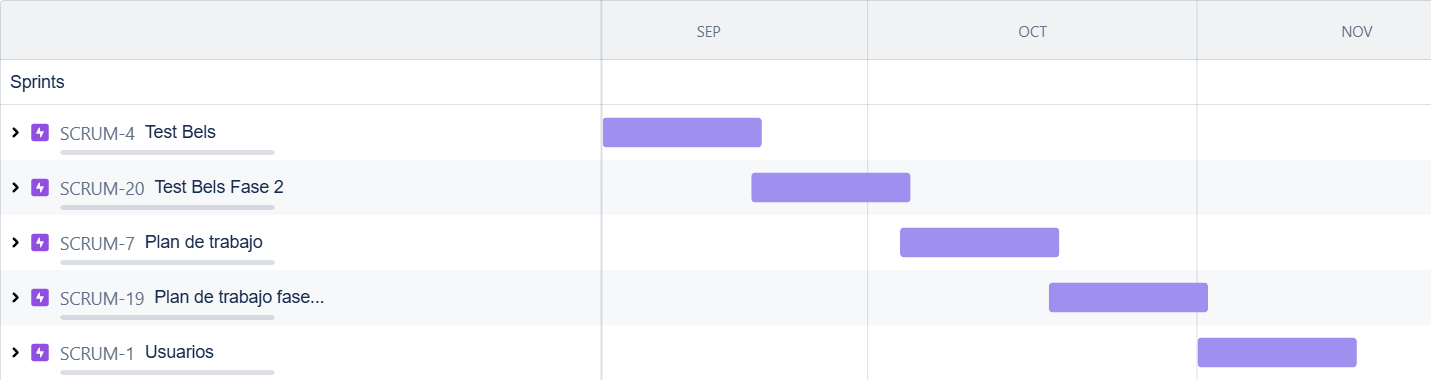 SEP OCT NOV
Sprints
SCRUM-4 Test Bels
SCRUM-20 Test Bels Fase 2
SCRUM-7 Plan de trabajo
SCRUM-19 Plan de trabajo fase...
SCRUM-1 Usuarios